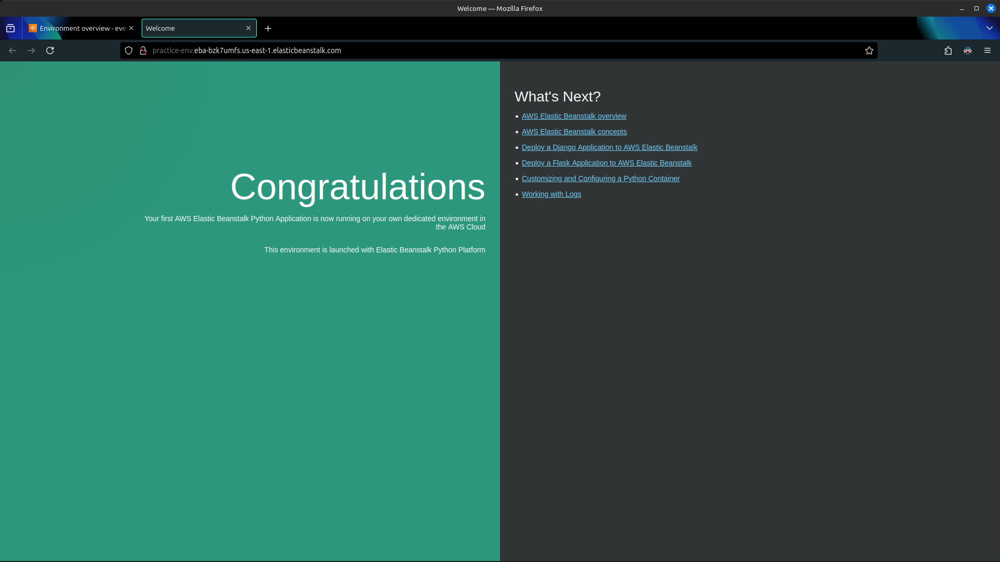 Welcome — Mozilla Firefox
Environment overview - eve
Welcome
practice-env.eba-bzk7umfs.us-east-1.elasticbeanstalk.com
Congratulations
Your first AWS Elastic Beanstalk Python Application is now running on your own dedicated environment in
the AWS Cloud
This environment is launched with Elastic Beanstalk Python Platform
What's Next?
AWS Elastic Beanstalk overview
AWS Elastic Beanstalk concepts
Deploy a Django Application to AWS Elastic Beanstalk
Deploy a Flask Application to AWS Elastic Beanstalk
Customizing and Configuring a Python Container
Working with Logs